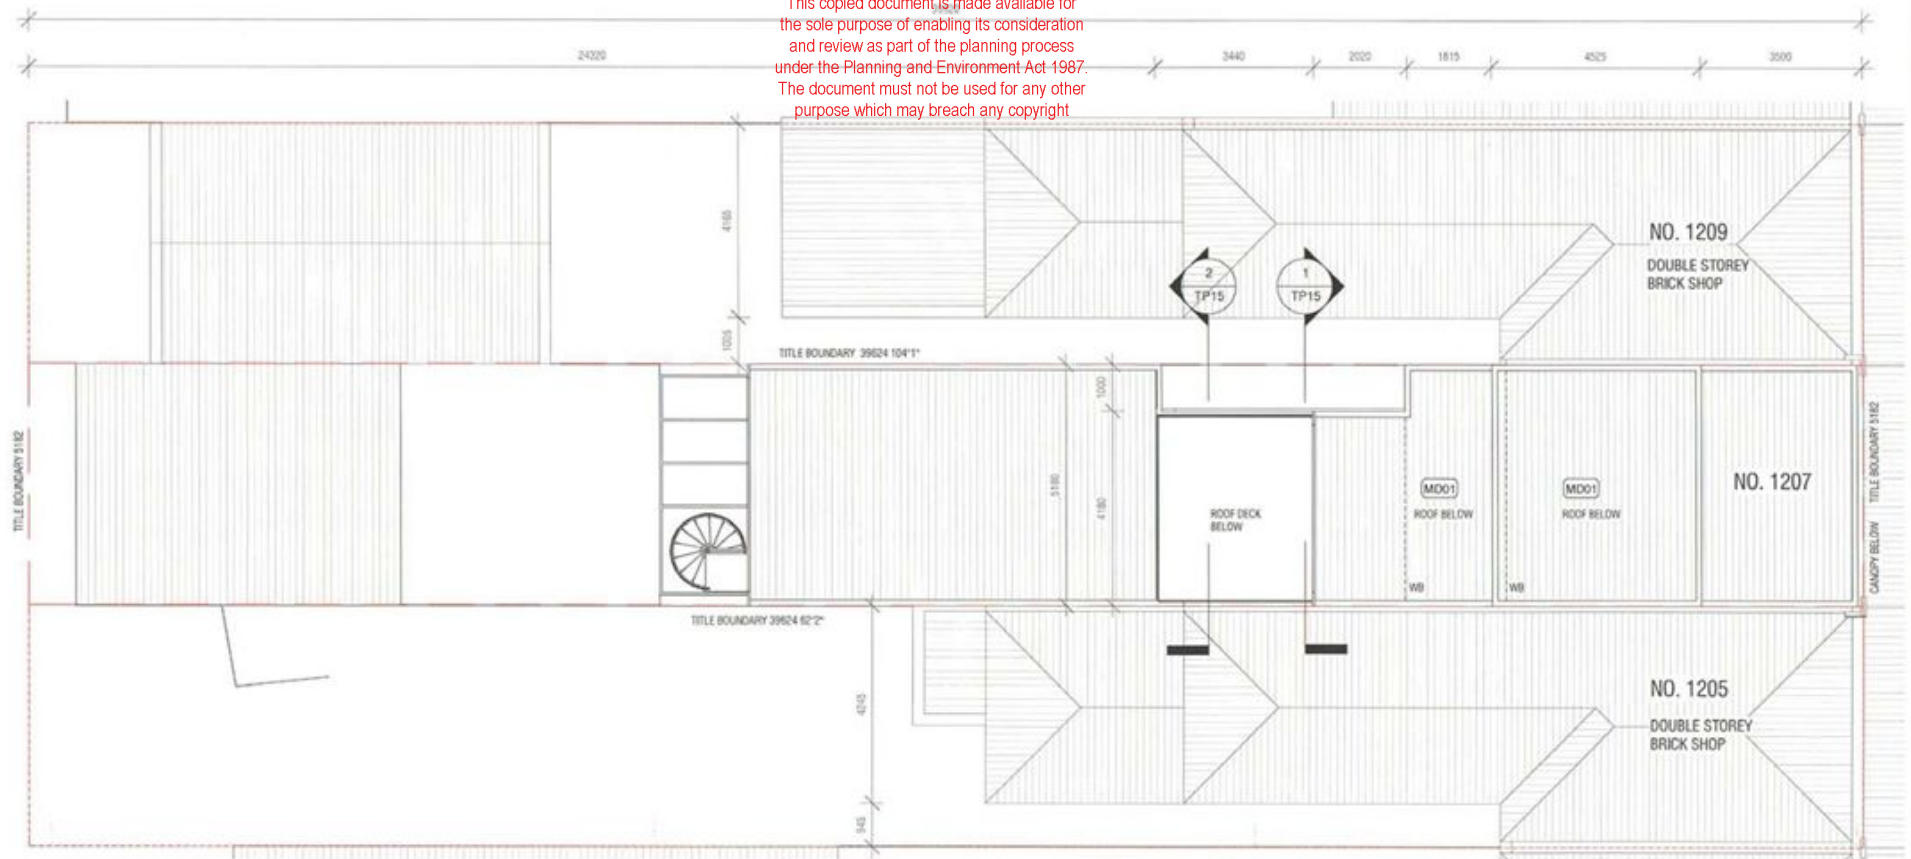 This copied document is made available for
the sole purpose of enabling its consideration
and review as part of the planning process
under the Planning and Environment Act 1987.
The document must not be used for any other
purpose which may breach any copyright
24320
3440
2020
1815
4525
3500
4165
1005
TITLE BOUNDARY 39624 104°1"
2
TP15
1
TP15
NO. 1209
DOUBLE STOREY
BRICK SHOP
TITLE BOUNDARY 5182
1000
5180
4180
ROOF DECK
BELOW
MD01
ROOF BELOW
WB
MD01
ROOF BELOW
WB
NO. 1207
TITLE BOUNDARY 5182
CANOPY BELOW
TITLE BOUNDARY 39624 62°2"
4245
945
NO. 1205
DOUBLE STOREY
BRICK SHOP